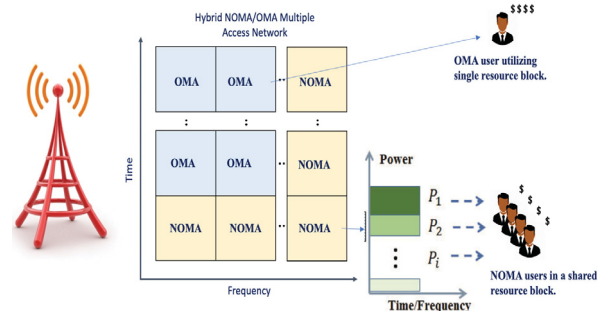 Hybrid NOMA/OMA Multiple
Access Network
$$$$
OMA user utilizing
single resource block.
OMA OMA .. NOMA
: : :
OMA OMA .. NOMA
NOMA NOMA .. NOMA
Time
Frequency
Power
P1
P2
⋮ Pi
Time/Frequency
$
$
$
$
NOMA users in a shared
resource block.